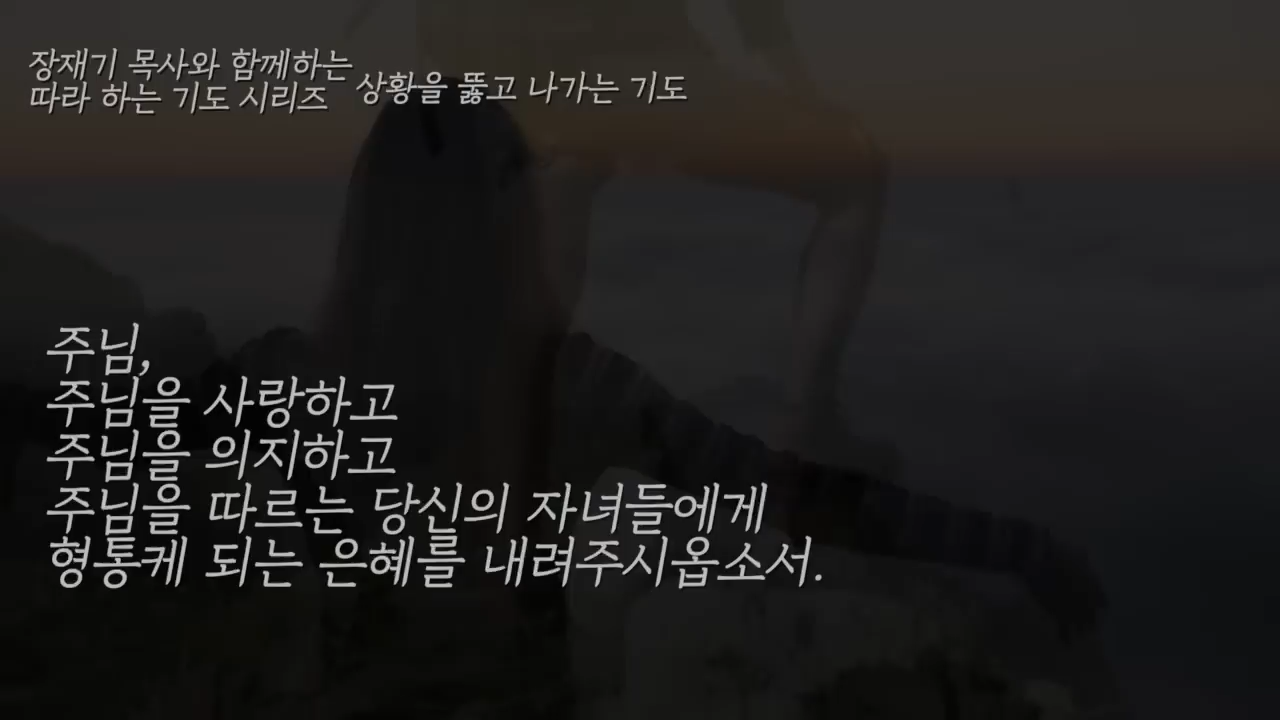 장재기 목사와 함께하는
따라 하는 기도 시리즈
상황을 뚫고 나가는 기도
주님,
주님을 사랑하고
주님을 의지하고
주님을 따르는 당신의 자녀들에게
형통케 되는 은혜를 내려주시옵소서.